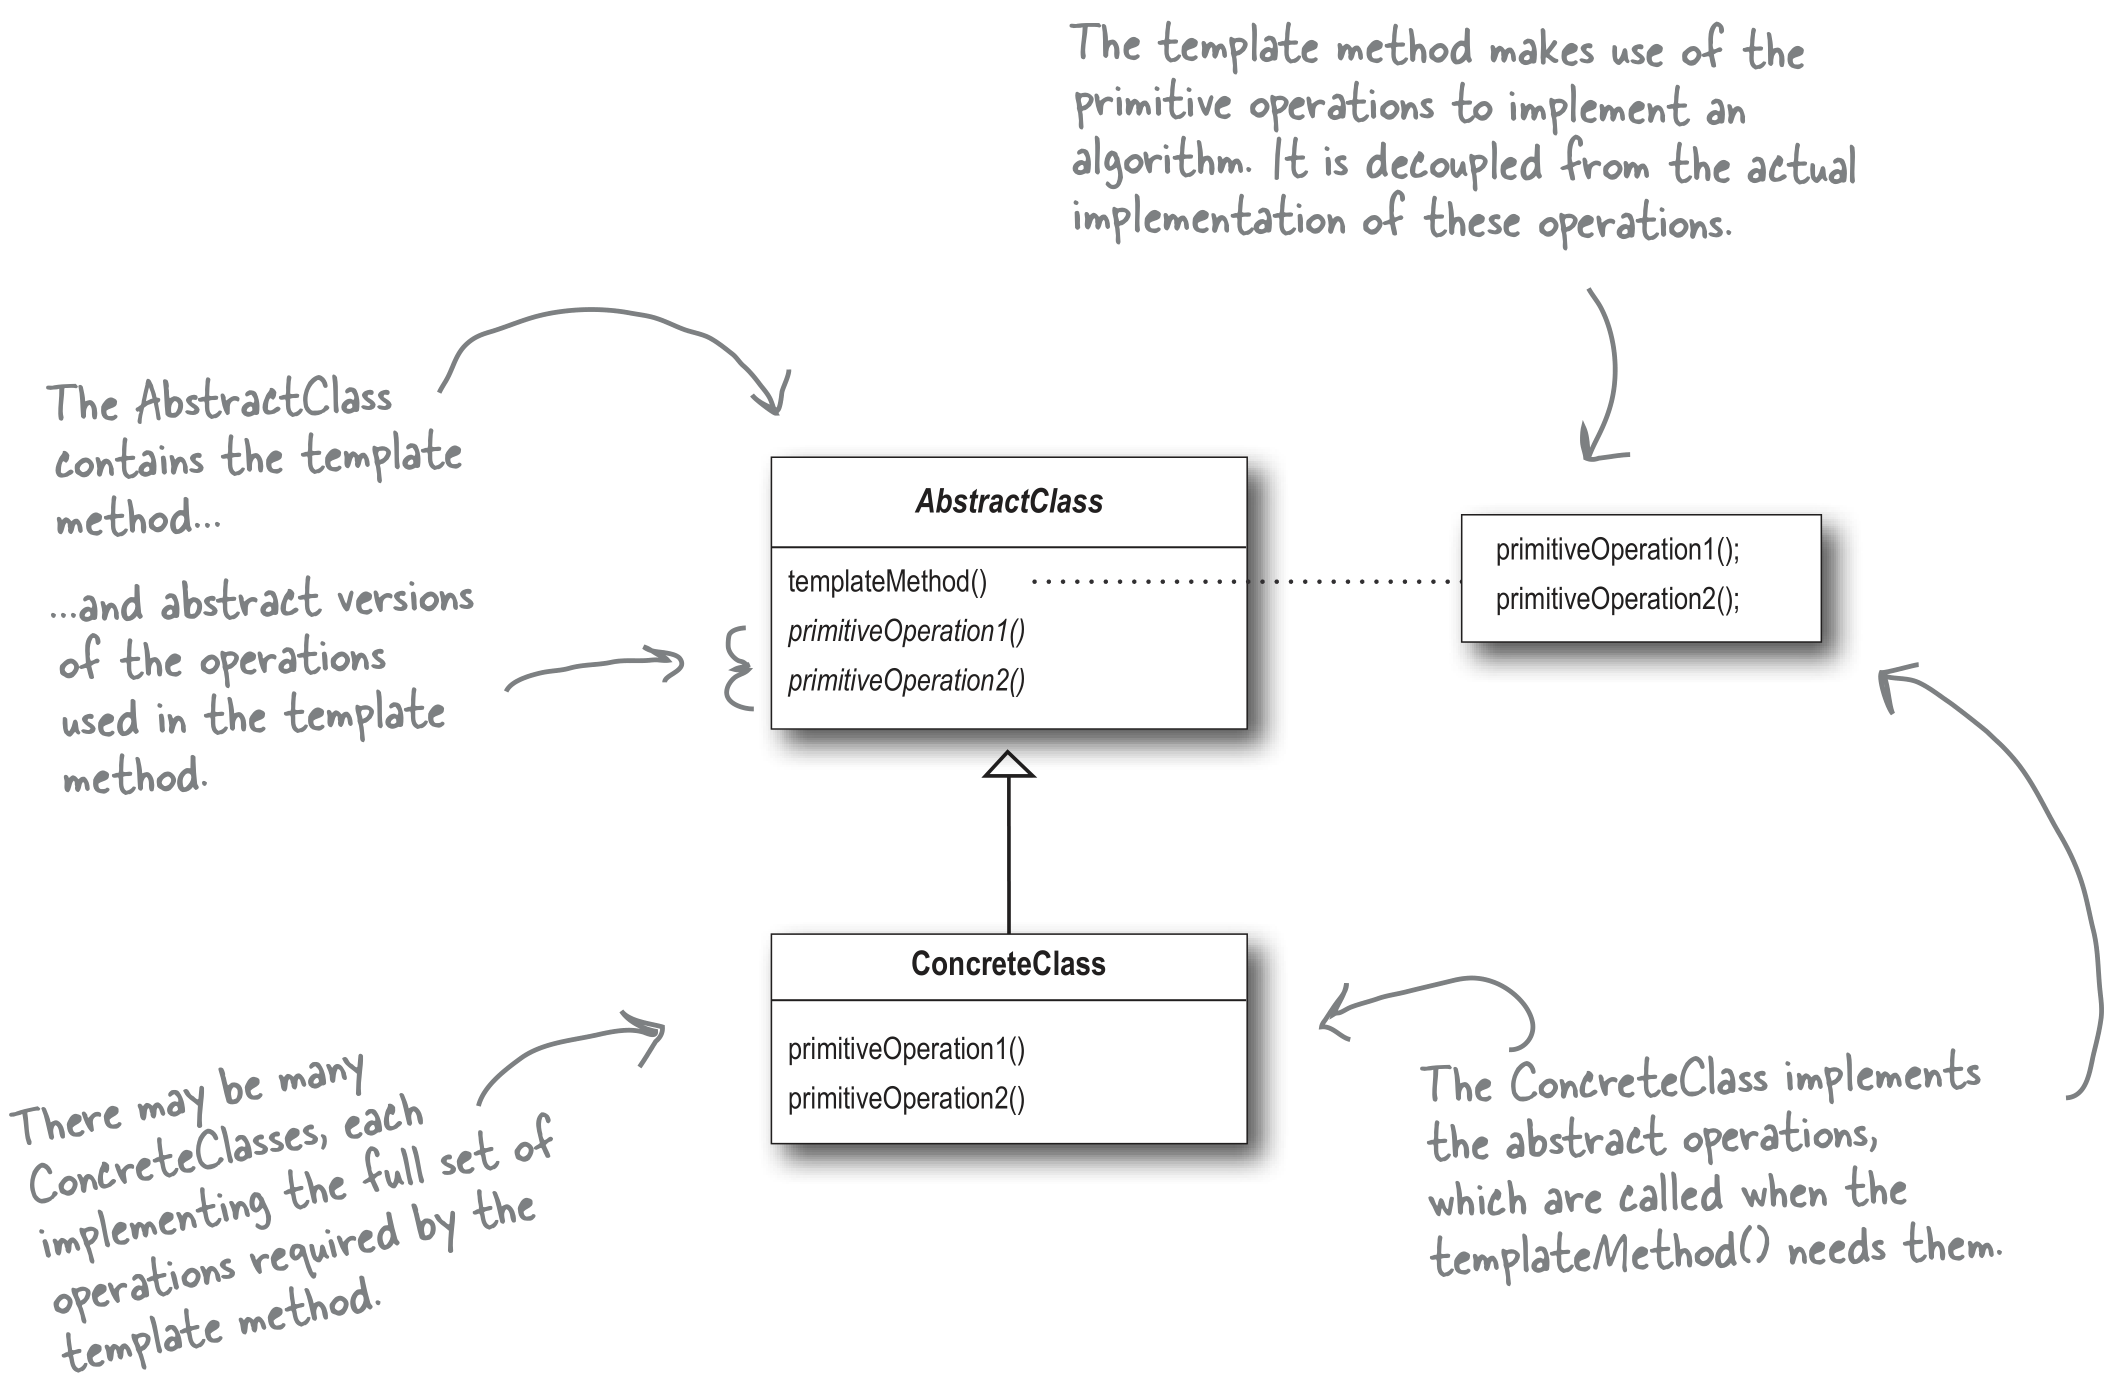 The template method makes use of the
primitive operations to implement an
algorithm. It is decoupled from the actual
implementation of these operations.
The AbstractClass
contains the template
method...
...and abstract versions
of the operations
used in the template
method.
AbstractClass
templateMethod()
primitiveOperation1()
primitiveOperation2()
primitiveOperation1();
primitiveOperation2();
ConcreteClass
primitiveOperation1()
primitiveOperation2()
There may be many
ConcreteClasses, each
implementing the full set of
operations required by the
template method.
The ConcreteClass implements
the abstract operations,
which are called when the
templateMethod() needs them.